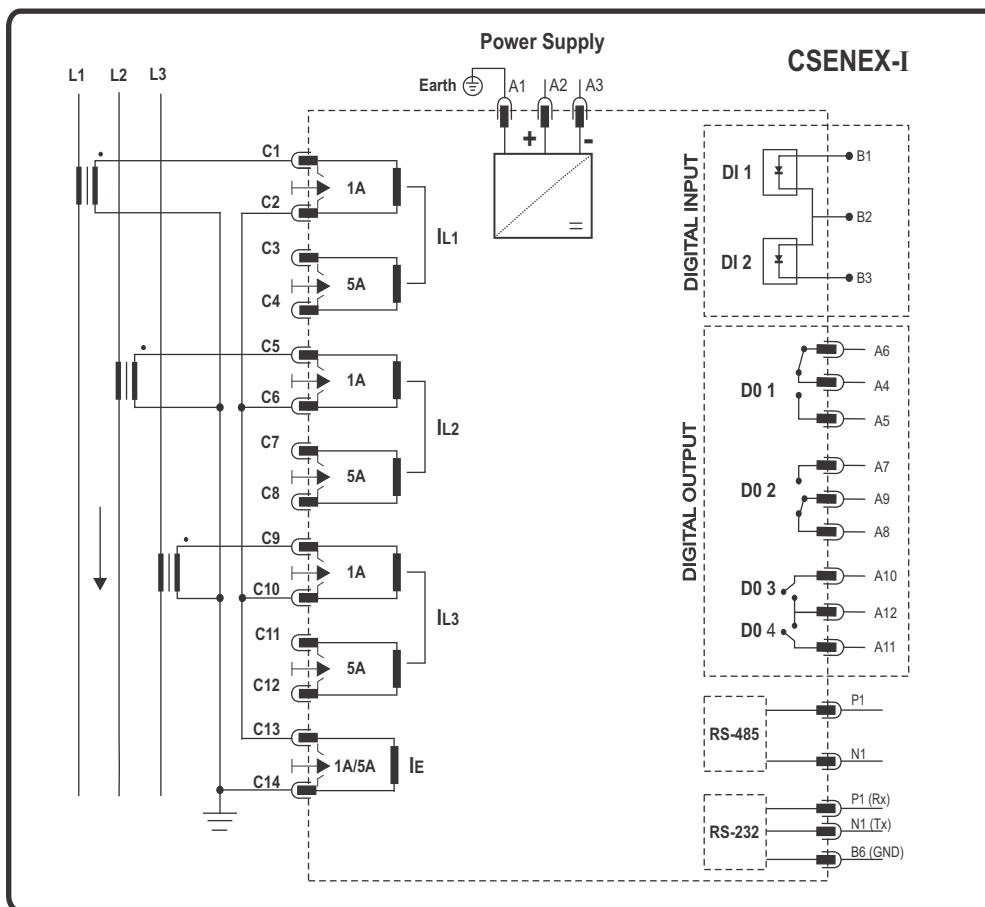 Power Supply
CSENEX-I
L1 L2 L3
Earth A1 A2 A3
+ -
C1
1A
C2
IL1
C3
5A
C4
C5
1A
C6
IL2
C7
5A
C8
C9
1A
C10
IL3
C11
5A
C12
C13
1A/5A IE
C14
DIGITAL INPUT
DI 1
B1
B2
DI 2
B3
DIGITAL OUTPUT
D0 1
A6
A4
A5
D0 2
A7
A9
A8
D0 3
A10
A12
D0 4
A11
RS-485
P1
N1
RS-232
P1 (Rx)
N1 (Tx)
B6 (GND)